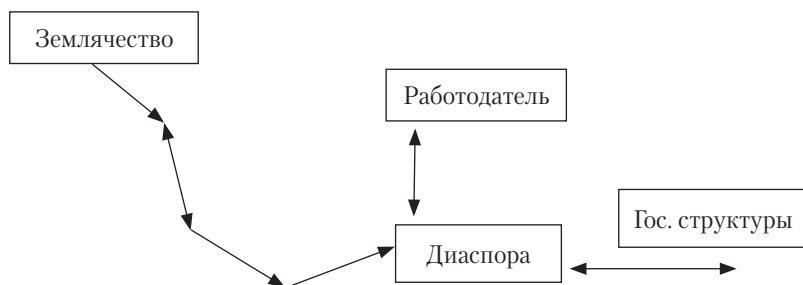 Землячество
Работодатель
Гос. структуры
Диаспора